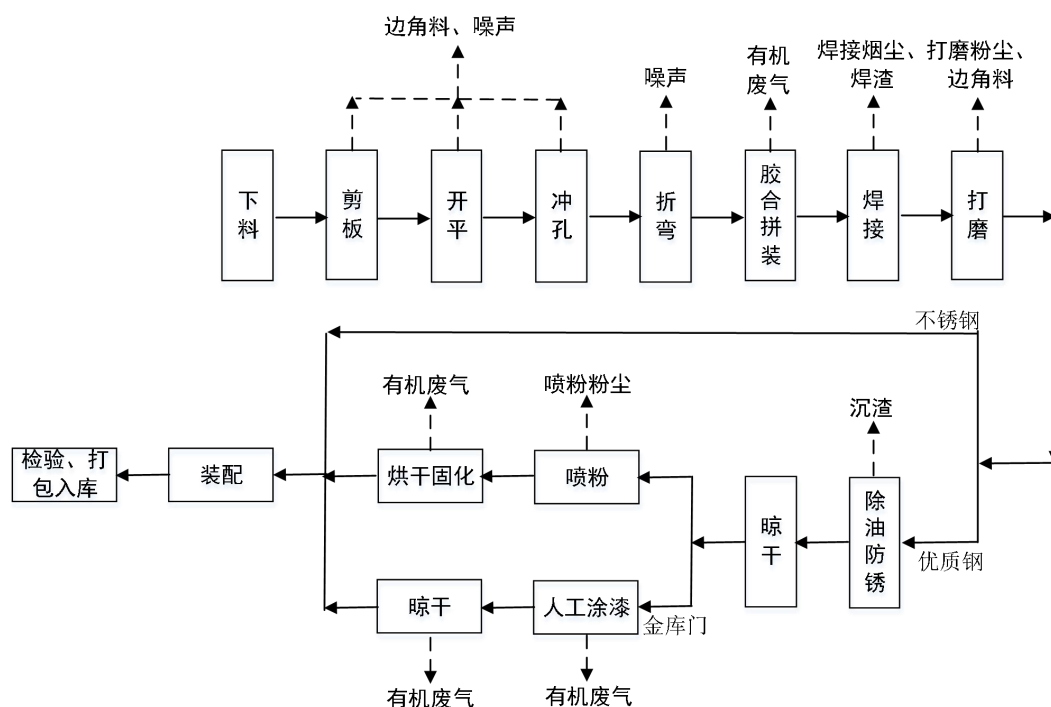 边角料、噪声
噪声
有机
废气
焊接烟尘、
焊渣
打磨粉尘、
边角料
下料
剪板
开平
冲孔
折弯
胶合拼装
焊接
打磨
不锈钢
有机废气
喷粉粉尘
沉渣
检验、打
包入库
装配
烘干固化
喷粉
晾干
除油防锈
优质钢
晾干
人工涂漆
金库门
有机废气
有机废气